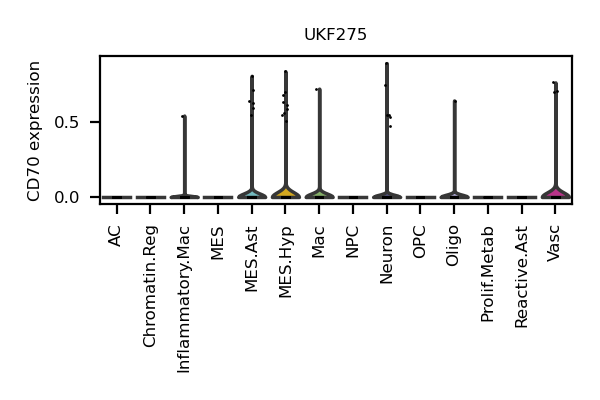 UKF275
CD70 expression
0.5
0.0
AC
Chromatin.Reg
Inflammatory.Mac
MES
MES.Ast
MES.Hyp
Mac
NPC
Neuron
OPC
Oligo
Prolif.Metab
Reactive.Ast
Vasc